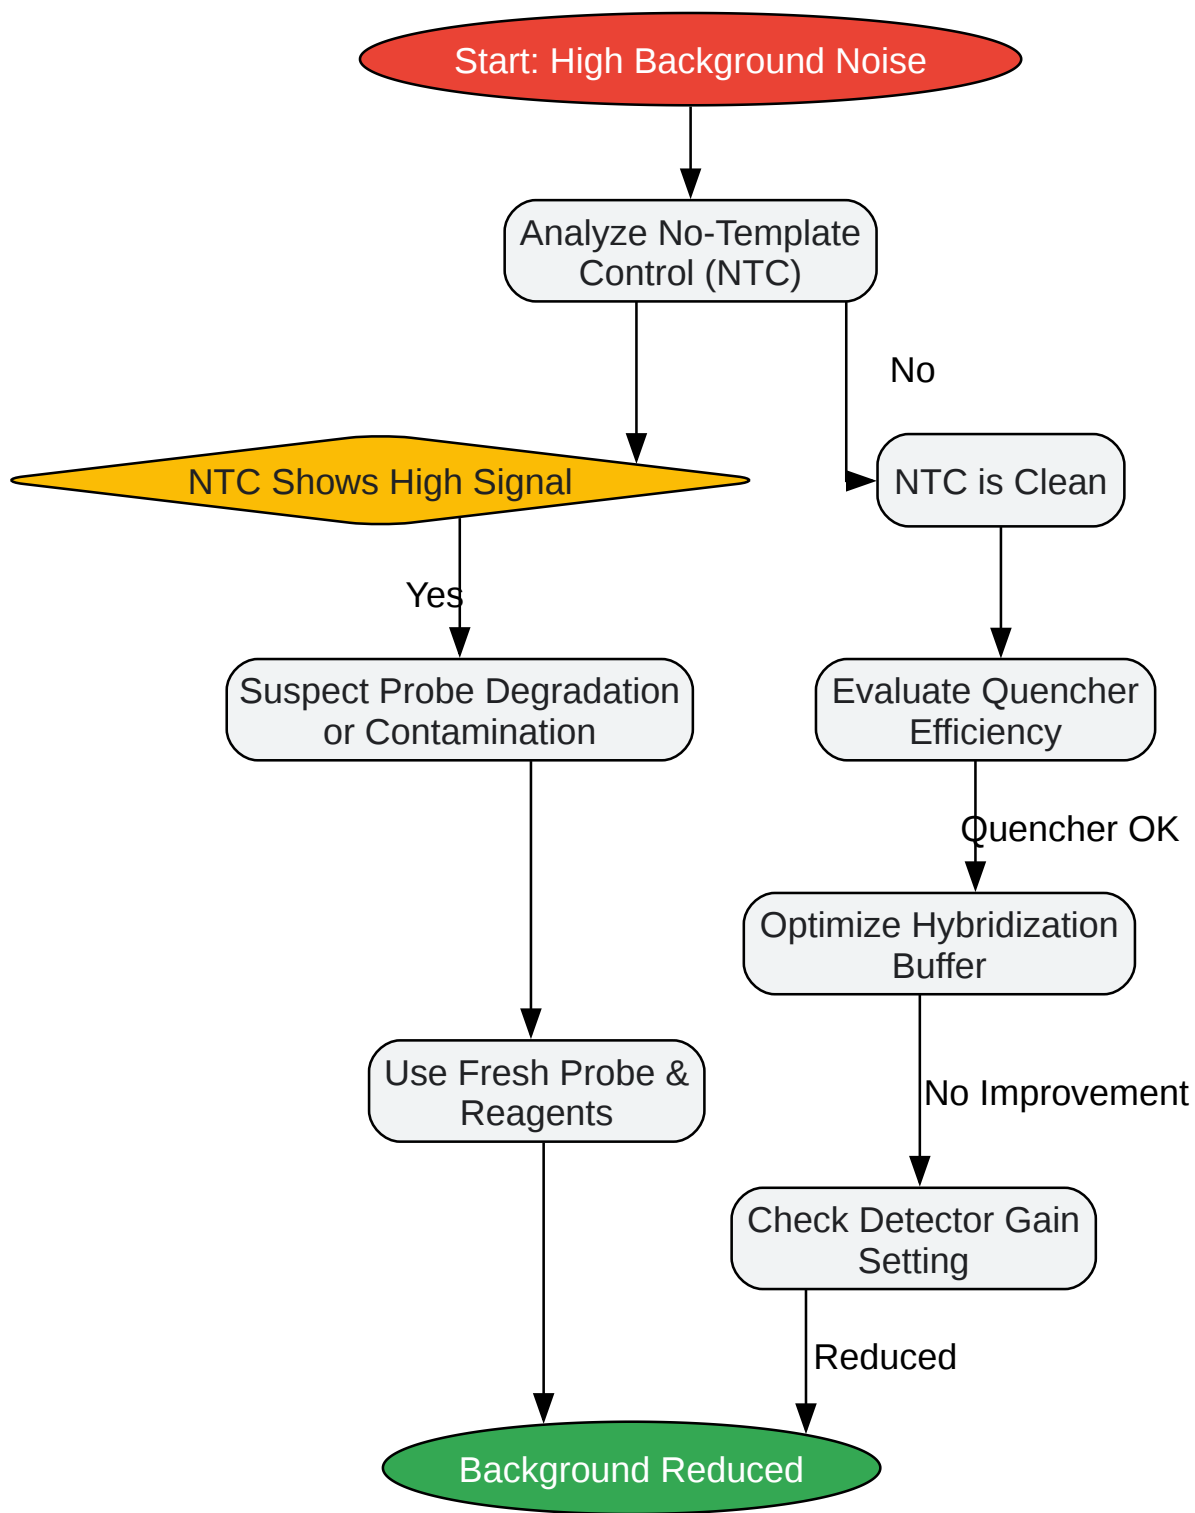 Start: High Background Noise
Analyze No-Template
Control (NTC)
No
NTC Shows High Signal
NTC is Clean
Yes
Suspect Probe Degradation
or Contamination
Evaluate Quencher
Efficiency
Quencher OK
Optimize Hybridization
Buffer
Use Fresh Probe &
Reagents
No Improvement
Check Detector Gain
Setting
Reduced
Background Reduced